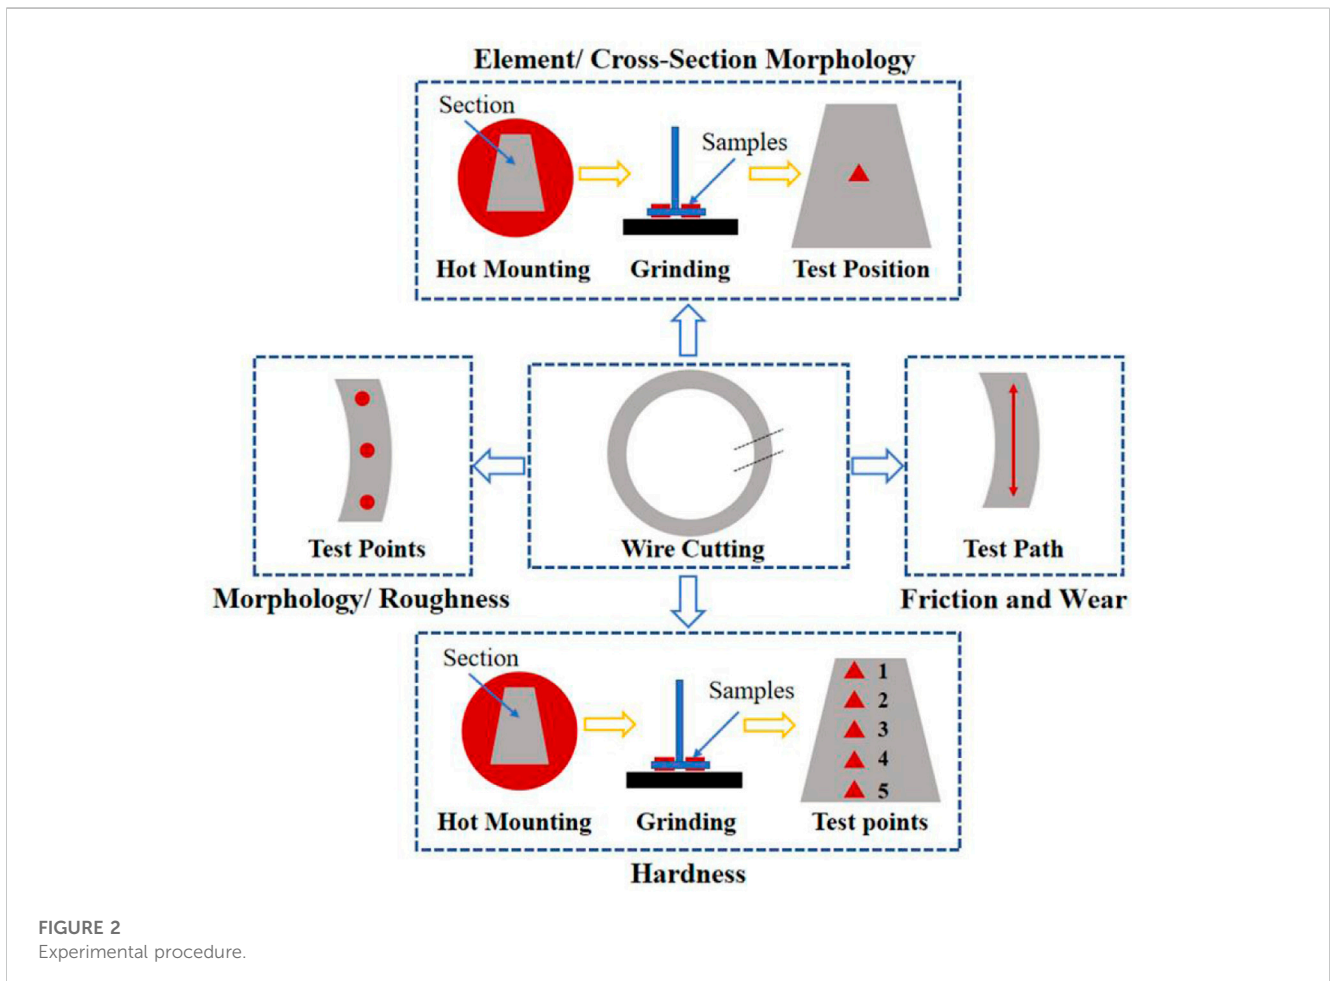 Element/ Cross-Section Morphology
Section
Samples
Hot Mounting
Grinding
Test Position
Test Points
Morphology/ Roughness
Wire Cutting
Test Path
Friction and Wear
Section
Samples
1
2
3
4
5
Hot Mounting
Grinding
Test points
Hardness
FIGURE 2
Experimental procedure.